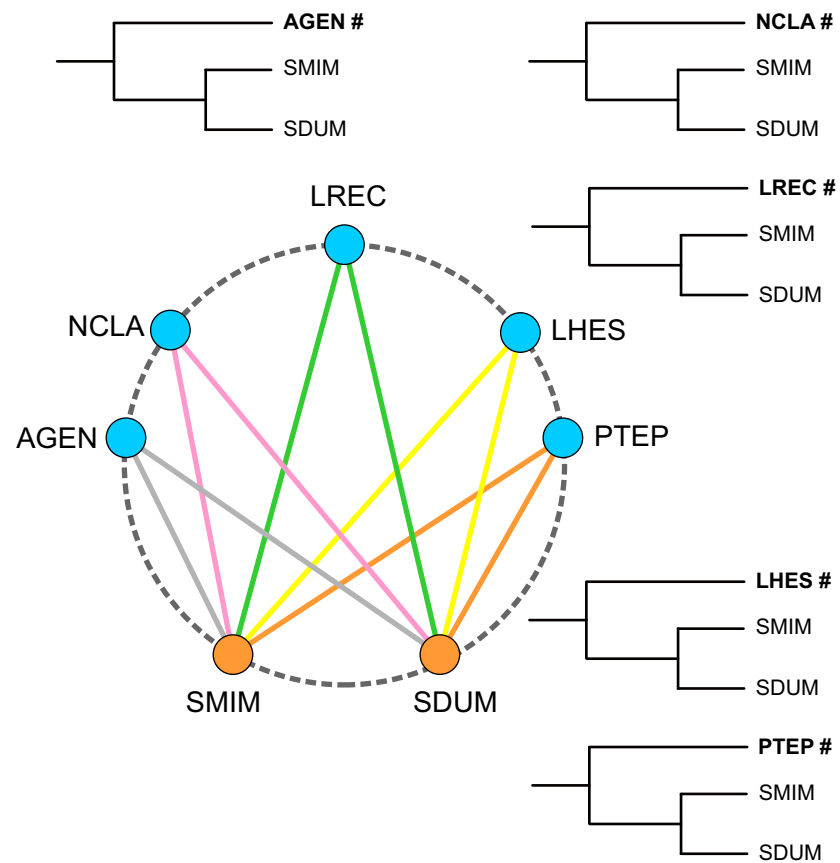 AGEN #
SMIM
SDUM
NCLA #
SMIM
SDUM
LREC #
SMIM
SDUM
LREC
NCLA
LHES
AGEN
PTEP
SMIM
SDUM
LHES #
SMIM
SDUM
PTEP #
SMIM
SDUM